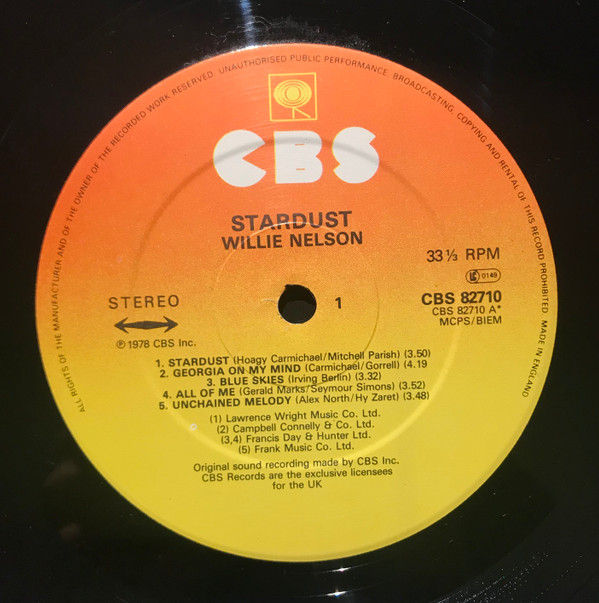 ALL RIGHTS OF THE MANUFACTURER AND OF THE OWNER OF THE RECORDED WORK RESERVED. UNAUTHORISED PUBLIC PERFORMANCE, BROADCASTING, COPYING AND RENTAL OF THIS RECORD PROHIBITED. MADE IN ENGLAND
CBS
STARDUST
WILLIE NELSON
33 ⅓ RPM
0149
STEREO
1
CBS 82710
CBS 82710 A*
MCPS/BIEM
℗ 1978 CBS Inc.
1. STARDUST (Hoagy Carmichael/Mitchell Parish) (3.50)
2. GEORGIA ON MY MIND (Carmichael/Gorrell) (4.19
3. BLUE SKIES (Irving Berlin) (3.32
4. ALL OF ME (Gerald Marks/Seymour Simons) (3.52
5. UNCHAINED MELODY (Alex North/Hy Zaret) (3.48)
(1) Lawrence Wright Music Co. Ltd.
(2) Campbell Connelly & Co. Ltd.
(3,4) Francis Day & Hunter Ltd.
(5) Frank Music Co. Ltd.
Original sound recording made by CBS Inc.
CBS Records are the exclusive licensees
for the UK